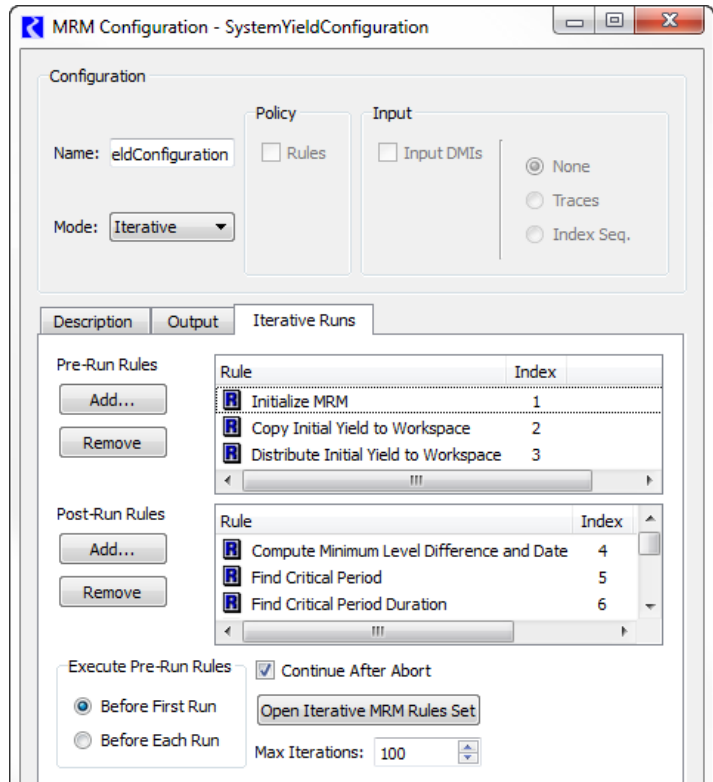 MRM Configuration - SystemYieldConfiguration
Configuration
Policy
Input
Name: eldConfiguration
Rules
Input DMIs
None
Traces
Mode: Iterative
Index Seq.
Description Output Iterative Runs
Pre-Run Rules
Add...
Remove
Rule Index
R Initialize MRM 1
R Copy Initial Yield to Workspace 2
R Distribute Initial Yield to Workspace 3
Post-Run Rules
Add...
Remove
Rule Index
R Compute Minimum Level Difference and Date 4
R Find Critical Period 5
R Find Critical Period Duration 6
Execute Pre-Run Rules
Before First Run
Before Each Run
Continue After Abort
Open Iterative MRM Rules Set
Max Iterations: 100